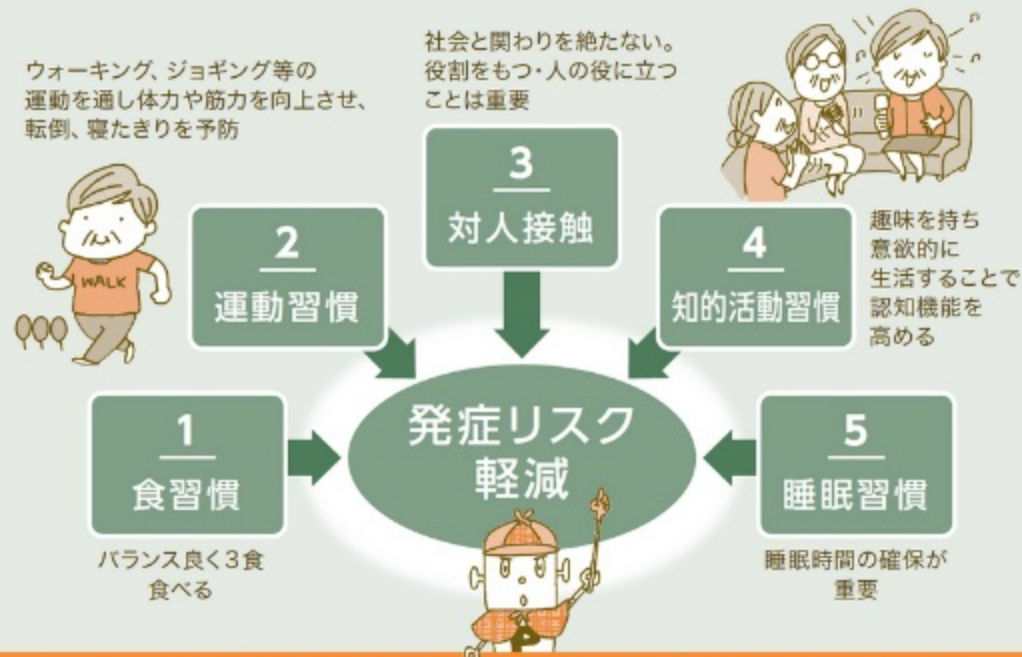 ウォーキング、ジョギング等の
運動を通し体力や筋力を向上させ、
転倒、寝たきりを予防
社会と関わりを絶たない。
役割をもつ・人の役に立つ
ことは重要
WALK
2
運動習慣
3
対人接触
4
知的活動習慣
趣味を持ち
意欲的に
生活することで
認知機能を
高める
1
食習慣
バランス良く3食
食べる
発症リスク
軽減
5
睡眠習慣
睡眠時間の確保が
重要
P